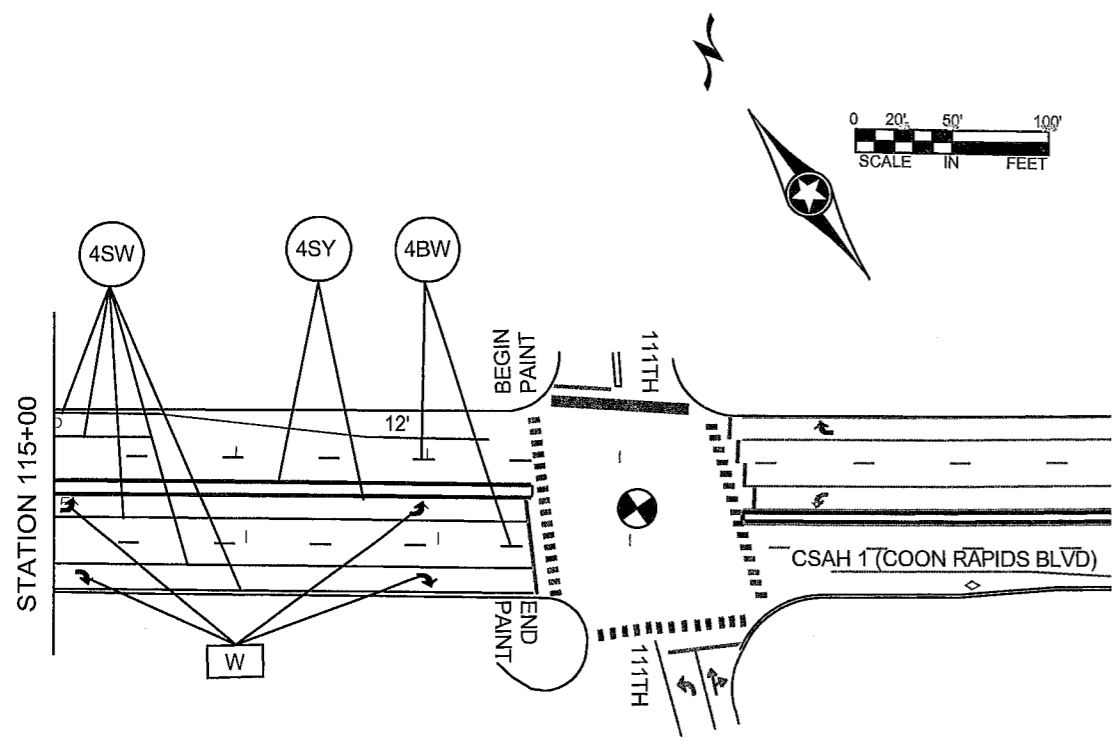 0 20' 50' 100'
SCALE IN FEET
4SW
4SY
4BW
BEGIN
PAINT
111TH
12'
STATION 115+00
CSAH 1 (COON RAPIDS BLVD)
END
PAINT
111TH
W